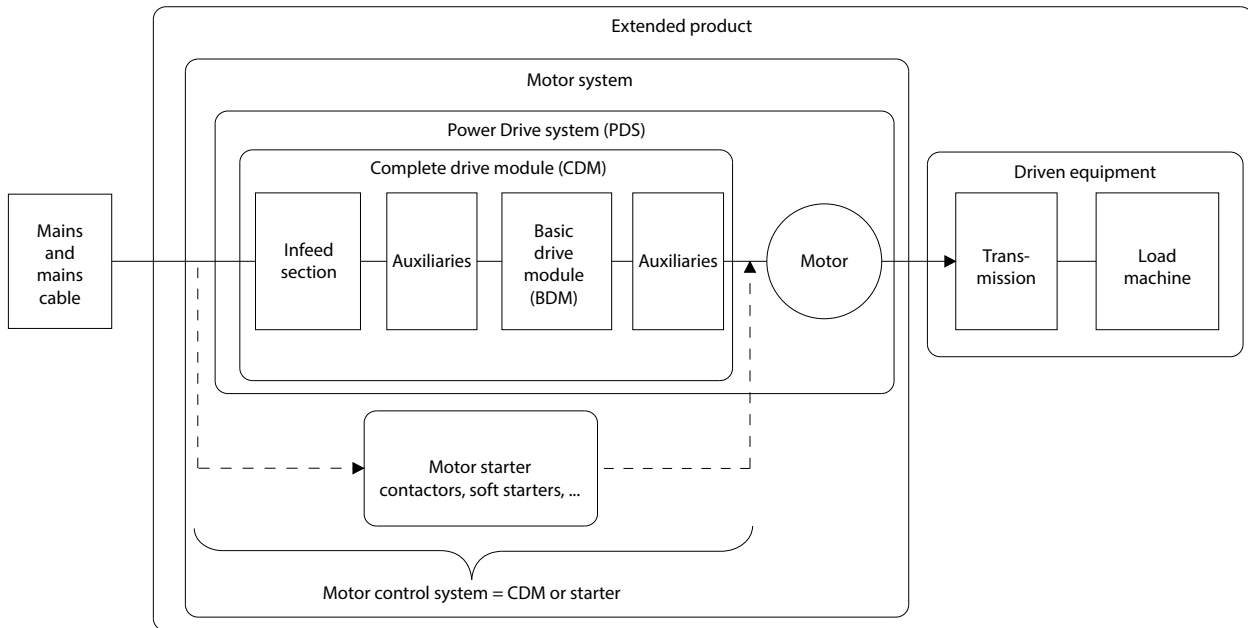 Extended product
Motor system
Power Drive system (PDS)
Complete drive module (CDM)
Driven equipment
Mains
and
mains
cable
Infeed
section
Auxiliaries
Basic
drive
module
(BDM)
Auxiliaries
Motor
Trans-
mission
Load
machine
Motor starter
contactors, soft starters, ...
Motor control system = CDM or starter